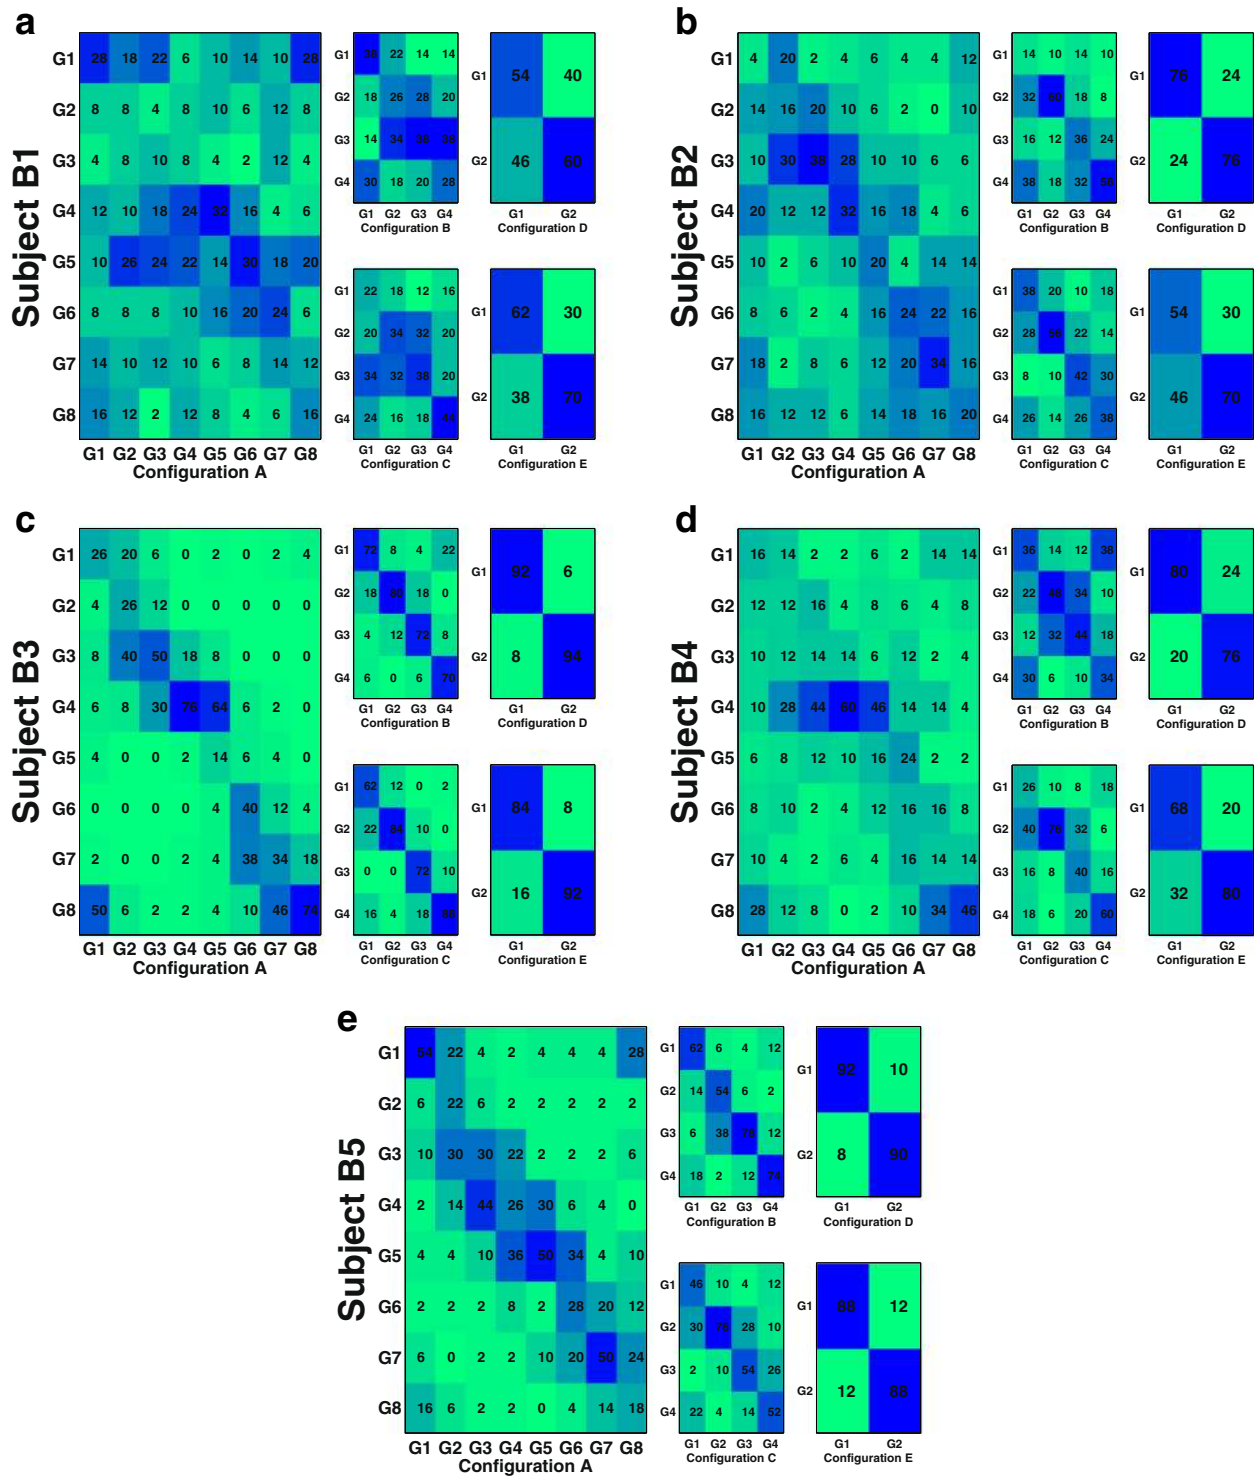 a
Subject B1
G1 28 18 22 6 10 14 10 28
G2 8 8 4 8 10 6 12 8
G3 4 8 10 8 4 2 12 4
G4 12 10 18 24 32 16 4 6
G5 10 26 24 22 14 30 18 20
G6 8 8 8 10 16 20 24 6
G7 14 10 12 10 6 8 14 12
G8 16 12 2 12 8 4 6 16
G1 G2 G3 G4 G5 G6 G7 G8
Configuration A
G1 38 22 14 14
G2 18 26 28 20
G3 14 34 38 38
G4 30 18 20 28
G1 G2 G3 G4
Configuration B
G1 54 40
G2 46 60
G1 G2
Configuration D
G1 22 18 12 16
G2 20 34 32 20
G3 34 32 38 20
G4 24 16 18 44
G1 G2 G3 G4
Configuration C
G1 62 30
G2 38 70
G1 G2
Configuration E
b
Subject B2
G1 4 20 2 4 6 4 4 12
G2 14 16 20 10 6 2 0 10
G3 10 30 38 28 10 10 6 6
G4 20 12 12 32 16 18 4 6
G5 10 2 6 10 20 4 14 14
G6 8 6 2 4 16 24 22 16
G7 18 2 8 6 12 20 34 16
G8 16 12 12 6 14 18 16 20
G1 G2 G3 G4 G5 G6 G7 G8
Configuration A
G1 14 10 14 10
G2 32 60 18 8
G3 16 12 36 24
G4 38 18 32 58
G1 G2 G3 G4
Configuration B
G1 76 24
G2 24 76
G1 G2
Configuration D
G1 38 20 10 18
G2 28 56 22 14
G3 8 10 42 30
G4 26 14 26 38
G1 G2 G3 G4
Configuration C
G1 54 30
G2 46 70
G1 G2
Configuration E
c
Subject B3
G1 26 20 6 0 2 0 2 4
G2 4 26 12 0 0 0 0 0
G3 8 40 50 18 8 0 0 0
G4 6 8 30 76 64 6 2 0
G5 4 0 0 2 14 6 4 0
G6 0 0 0 0 4 40 12 4
G7 2 0 0 2 4 38 34 18
G8 50 6 2 2 4 10 46 74
G1 G2 G3 G4 G5 G6 G7 G8
Configuration A
G1 72 8 4 22
G2 18 80 18 0
G3 4 12 72 8
G4 6 0 6 70
G1 G2 G3 G4
Configuration B
G1 92 6
G2 8 94
G1 G2
Configuration D
G1 62 12 0 2
G2 22 84 10 0
G3 0 0 72 10
G4 16 4 18 88
G1 G2 G3 G4
Configuration C
G1 84 8
G2 16 92
G1 G2
Configuration E
d
Subject B4
G1 16 14 2 2 6 2 14 14
G2 12 12 16 4 8 6 4 8
G3 10 12 14 14 6 12 2 4
G4 10 28 44 60 46 14 14 4
G5 6 8 12 10 16 24 2 2
G6 8 10 2 4 12 16 16 8
G7 10 4 2 6 4 16 14 14
G8 28 12 8 0 2 10 34 46
G1 G2 G3 G4 G5 G6 G7 G8
Configuration A
G1 36 14 12 38
G2 22 48 34 10
G3 12 32 44 18
G4 30 6 10 34
G1 G2 G3 G4
Configuration B
G1 80 24
G2 20 76
G1 G2
Configuration D
G1 26 10 8 18
G2 40 76 32 6
G3 16 8 40 16
G4 18 6 20 60
G1 G2 G3 G4
Configuration C
G1 68 20
G2 32 80
G1 G2
Configuration E
e
Subject B5
G1 54 22 4 2 4 4 4 28
G2 6 22 6 2 2 2 2 2
G3 10 30 30 22 2 2 2 6
G4 2 14 44 26 30 6 4 0
G5 4 4 10 36 50 34 4 10
G6 2 2 2 8 2 28 20 12
G7 6 0 2 2 10 20 50 24
G8 16 6 2 2 0 4 14 18
G1 G2 G3 G4 G5 G6 G7 G8
Configuration A
G1 62 6 4 12
G2 14 54 6 2
G3 6 38 78 12
G4 18 2 12 74
G1 G2 G3 G4
Configuration B
G1 92 10
G2 8 90
G1 G2
Configuration D
G1 46 10 4 12
G2 30 76 28 10
G3 2 10 54 26
G4 22 4 14 52
G1 G2 G3 G4
Configuration C
G1 88 12
G2 12 88
G1 G2
Configuration E